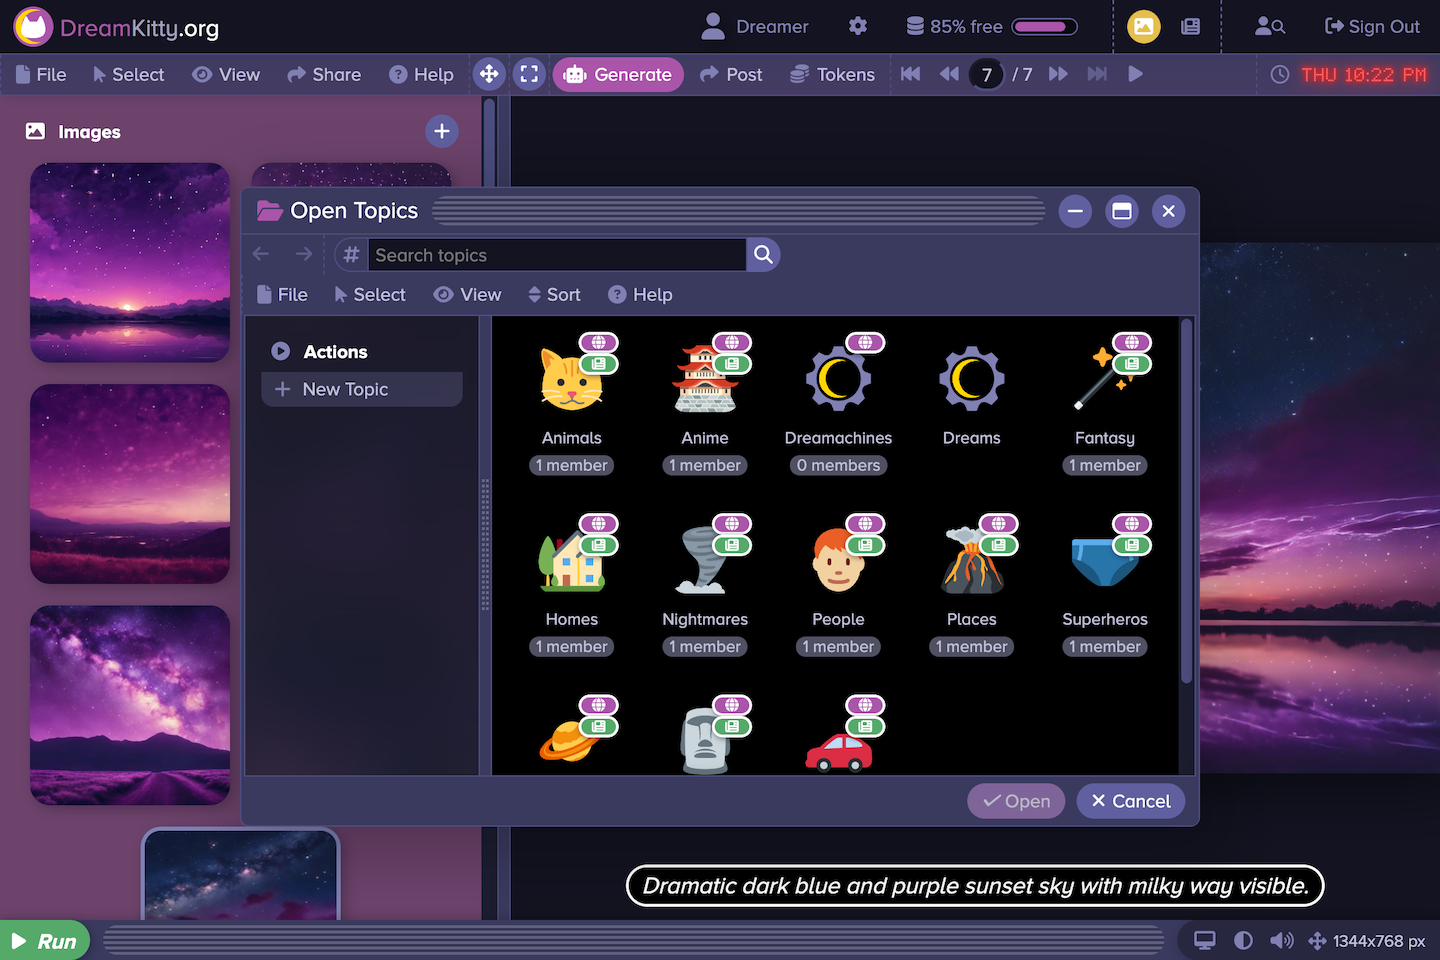 DreamKitty.org
Dreamer
85% free
Sign Out
File
Select
View
Share
Help
Generate
Post
Tokens
7 / 7
THU 10:22 PM
Images
Open Topics
#
Search topics
File
Select
View
Sort
Help
Actions
New Topic
Animals
1 member
Anime
1 member
Dreamachines
0 members
Dreams
Fantasy
1 member
Homes
1 member
Nightmares
1 member
People
1 member
Places
1 member
Superheros
1 member
Open
Cancel
Dramatic dark blue and purple sunset sky with milky way visible.
Run
1344x768 px